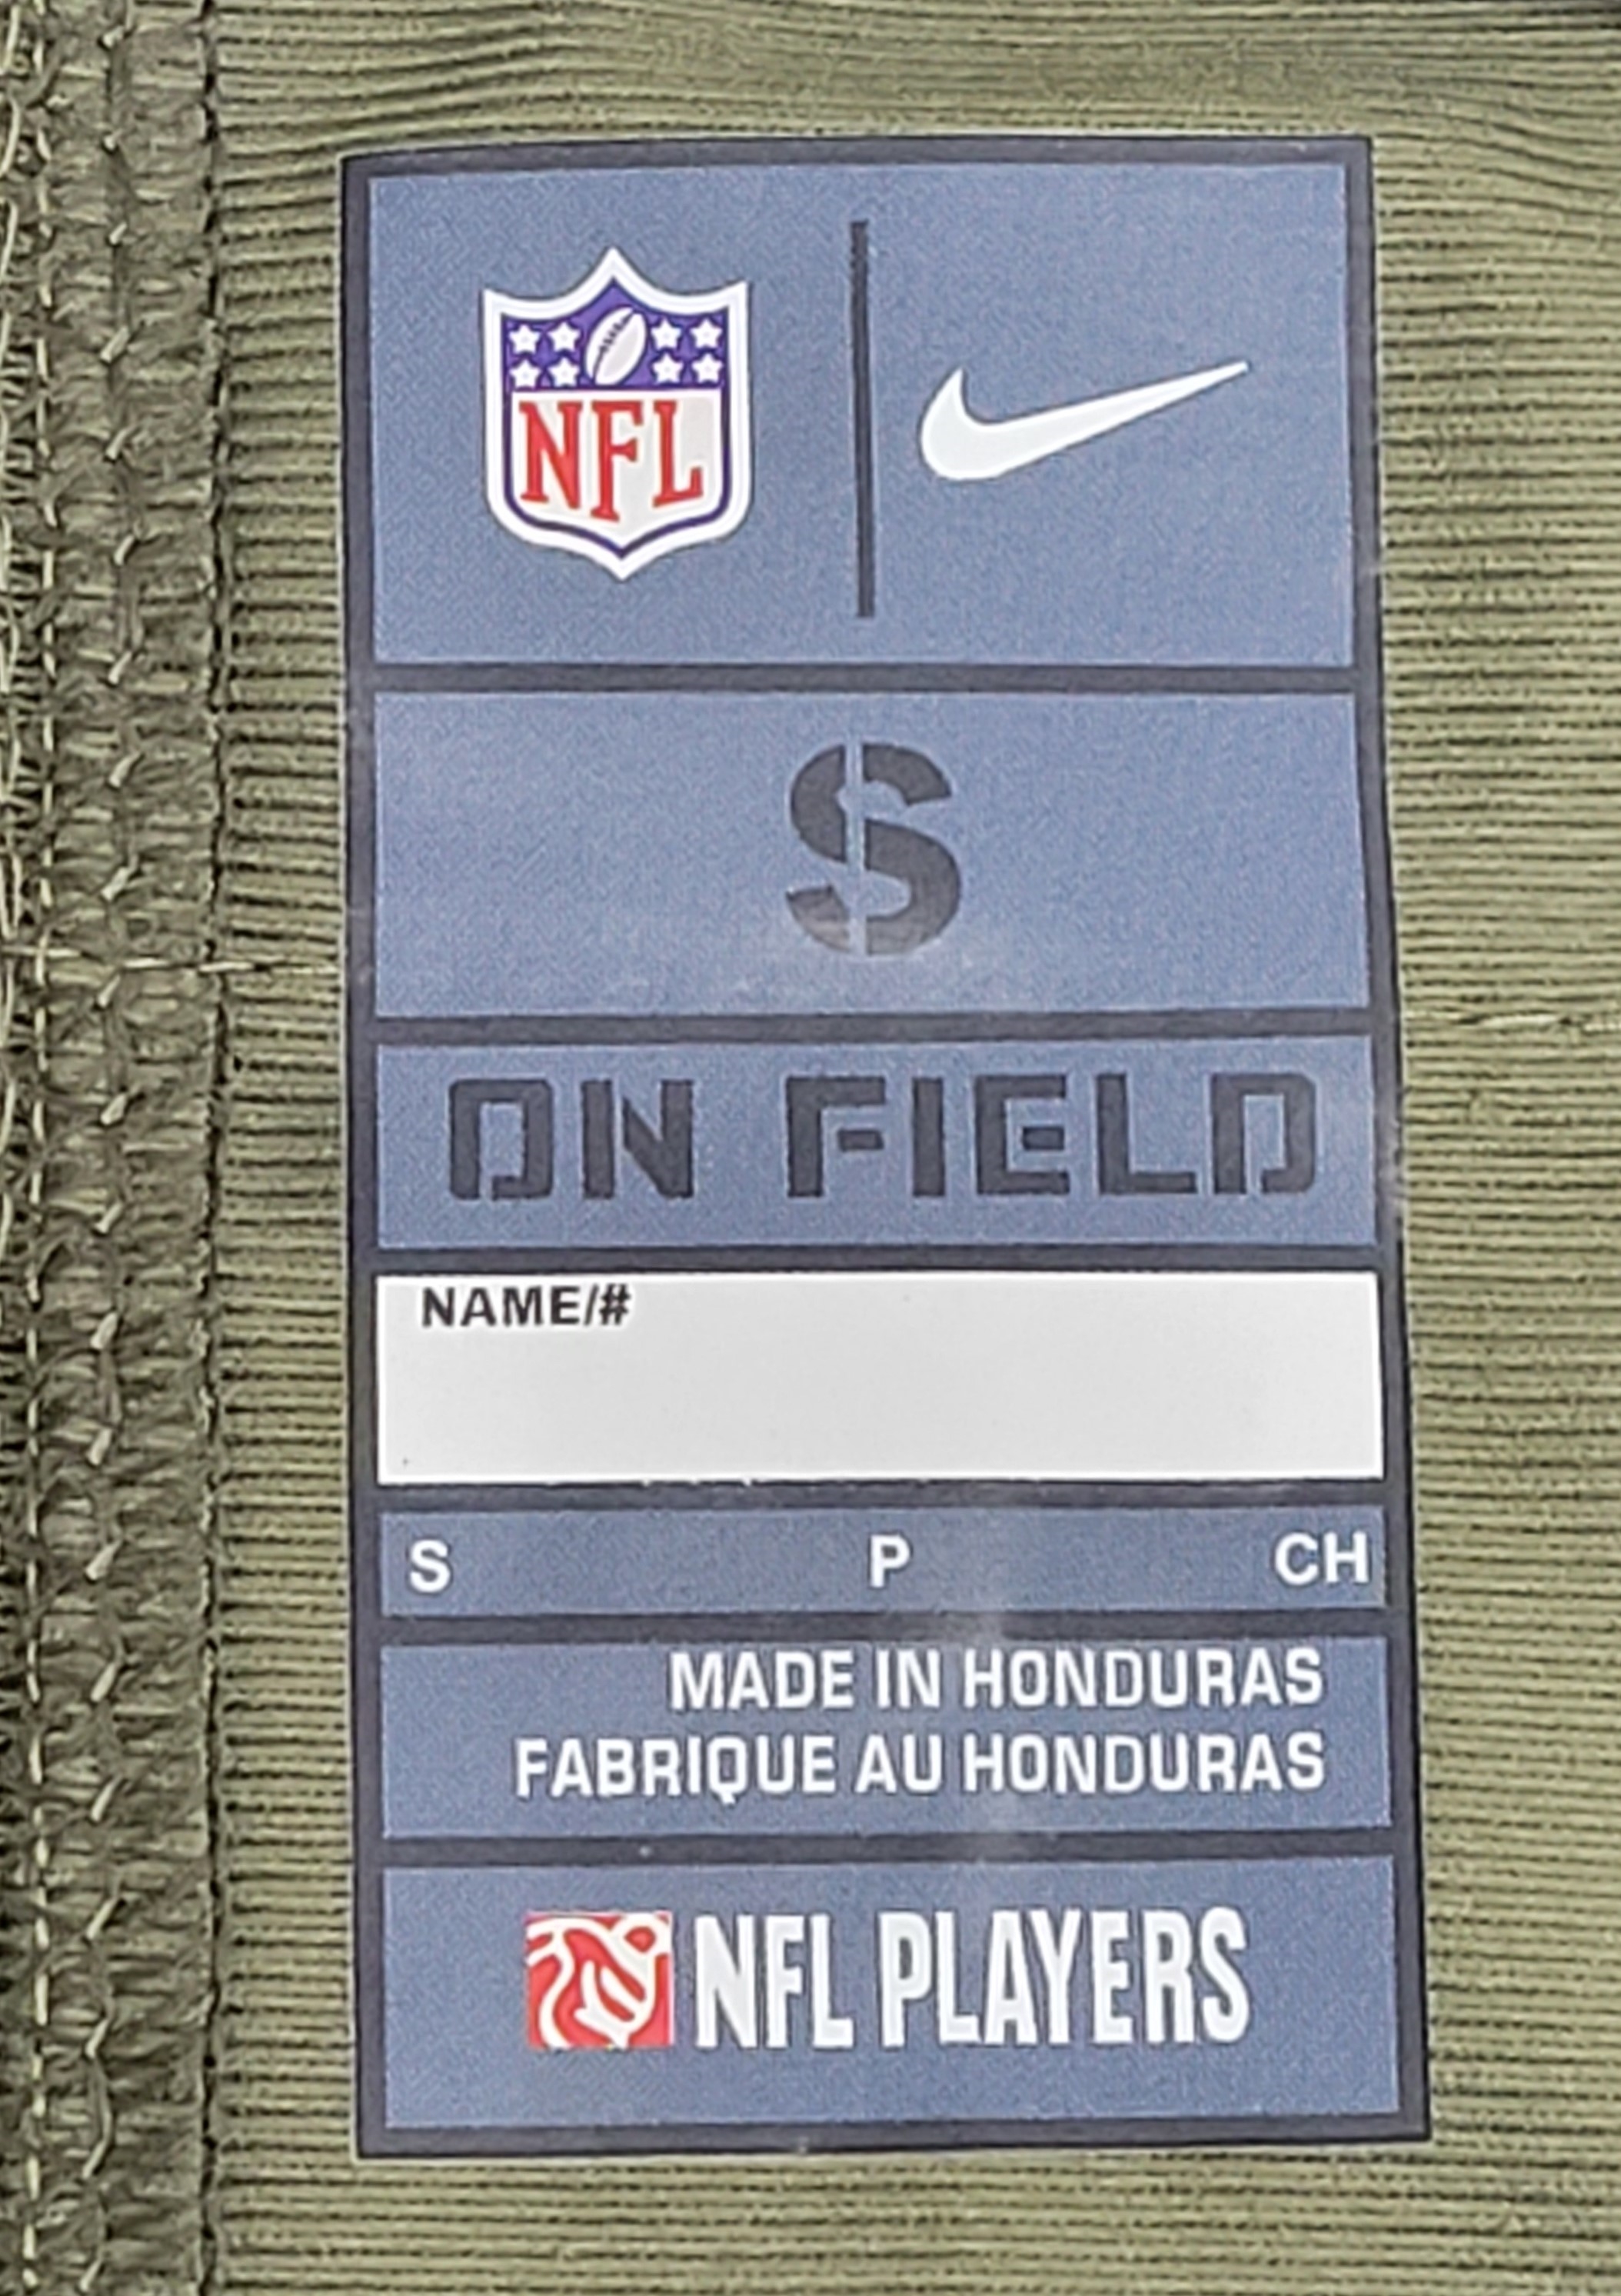 NFL
S
ON FIELD
NAME/#
S P CH
MADE IN HONDURAS
FABRIQUE AU HONDURAS
NFL PLAYERS